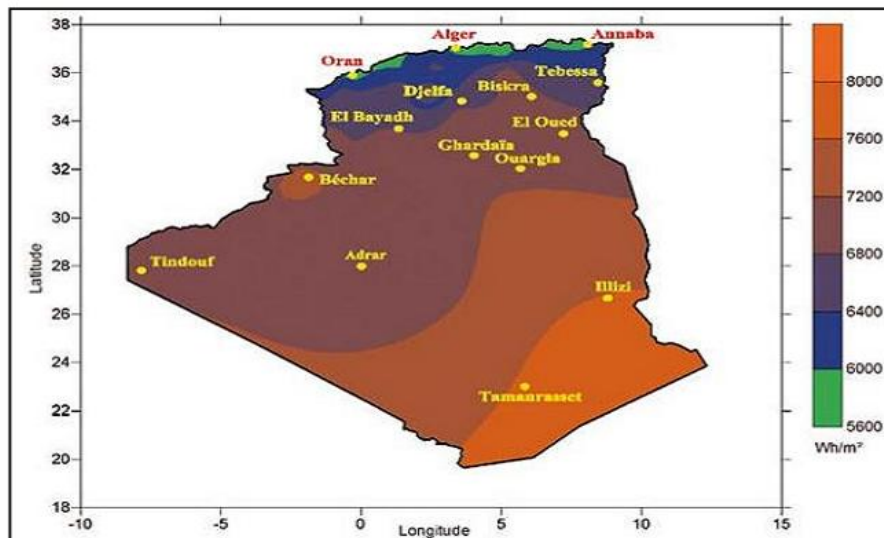 38
36
34
32
30
28
26
24
22
20
18
Latitude
-10
-5
0
5
10
15
Longitude
Alger
Annaba
Oran
Tebessa
Djelfa
Biskra
El Bayadh
El Oued
Ghardaïa
Ouargla
Béchar
Adrar
Tindouf
Illizi
Tamanrasset
8000
7600
7200
6800
6400
6000
5600
Wh/m²